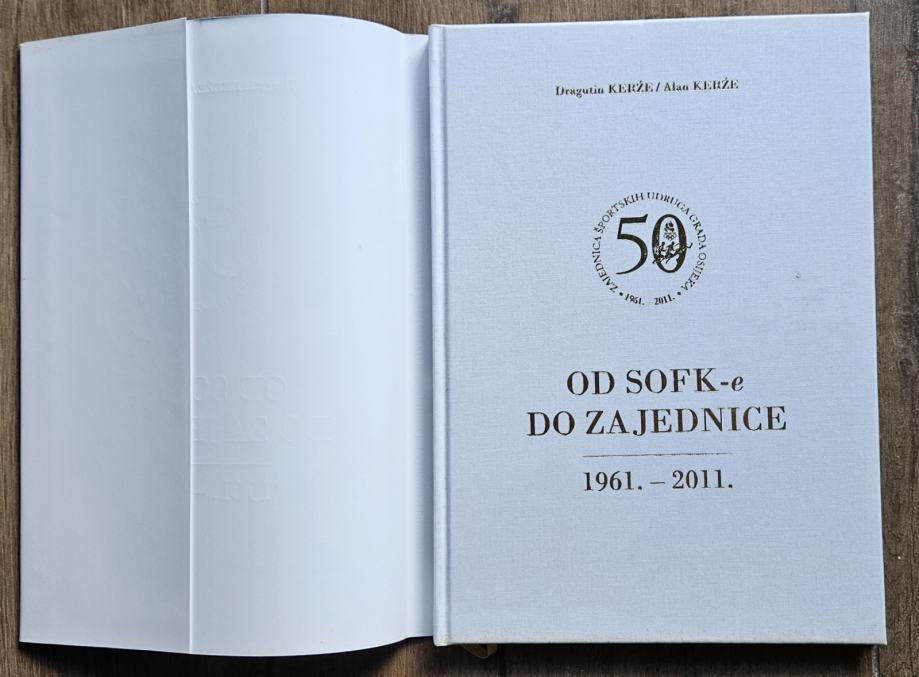 Dragutin KERŽE / Alan KERŽE
ZAJEDNICA ŠPORTSKIH UDRUGA GRADA OSIJEKA
50
• 1961. – 2011. •
OD SOFK-e
DO ZAJEDNICE
1961. – 2011.